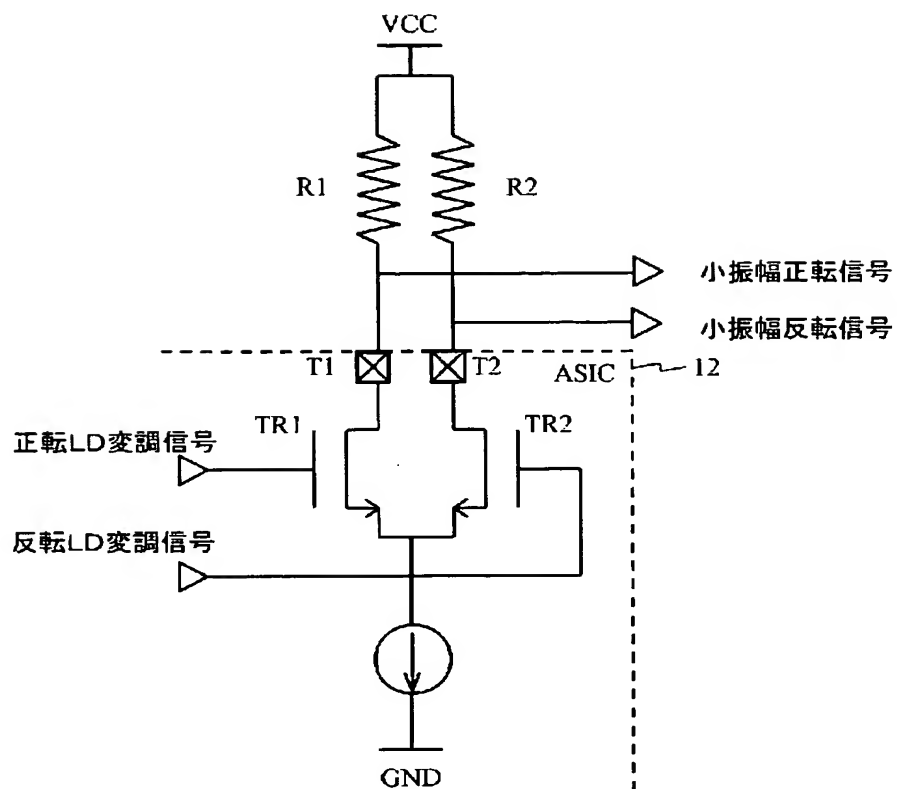 VCC
R1
R2
小振幅正転信号
小振幅反転信号
T1
T2
ASIC
12
TR1
TR2
正転LD変調信号
反転LD変調信号
GND